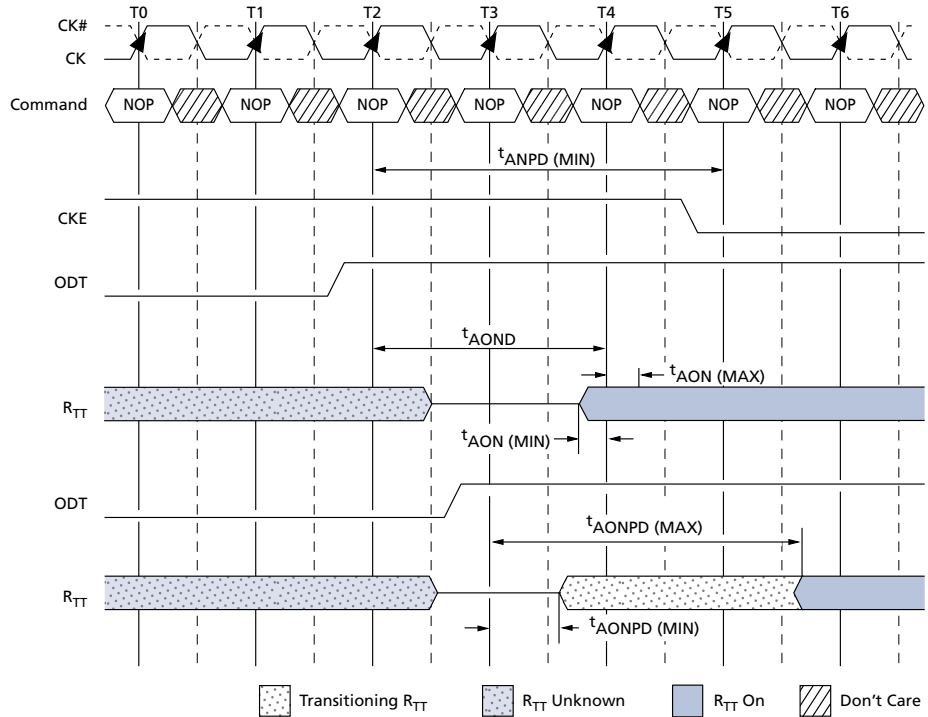 T0 T1 T2 T3 T4 T5 T6
CK#
CK
Command NOP NOP NOP NOP NOP NOP NOP
tANPD (MIN)
CKE
ODT
tAOND
tAON (MAX)
RTT
tAON (MIN)
ODT
tAONPD (MAX)
RTT
tAONPD (MIN)
Transitioning RTT RTT Unknown RTT On Don't Care